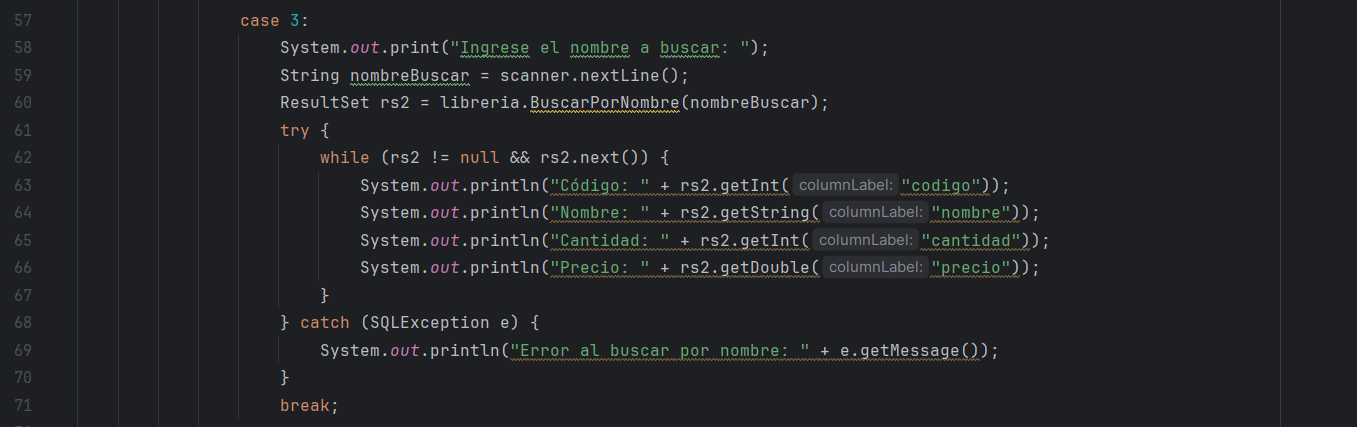 57 case 3:
58 System.out.print("Ingrese el nombre a buscar: ");
59 String nombreBuscar = scanner.nextLine();
60 ResultSet rs2 = libreria.BuscarPorNombre(nombreBuscar);
61 try {
62 while (rs2 != null && rs2.next()) {
63 System.out.println("Código: " + rs2.getInt( columnLabel: "codigo"));
64 System.out.println("Nombre: " + rs2.getString( columnLabel: "nombre"));
65 System.out.println("Cantidad: " + rs2.getInt( columnLabel: "cantidad"));
66 System.out.println("Precio: " + rs2.getDouble( columnLabel: "precio"));
67 }
68 } catch (SQLException e) {
69 System.out.println("Error al buscar por nombre: " + e.getMessage());
70 }
71 break;